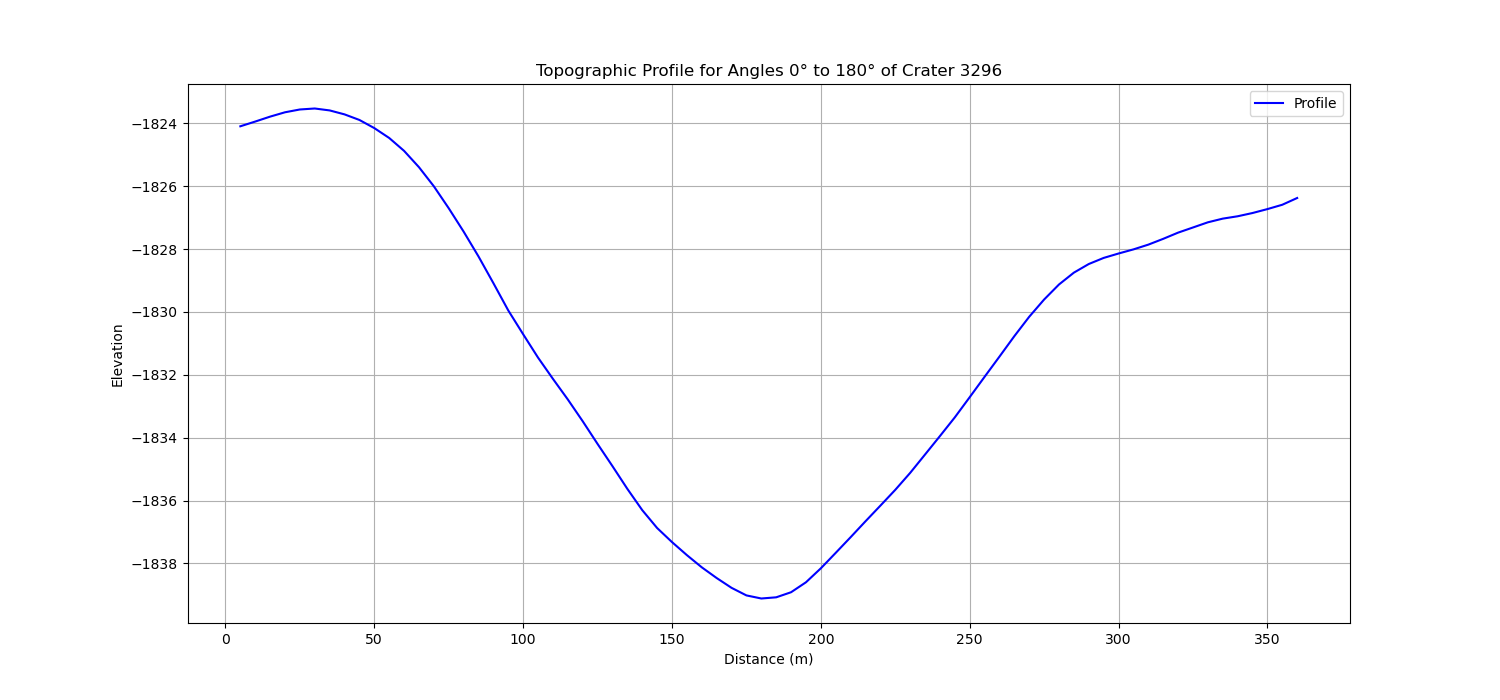 Topographic Profile for Angles 0° to 180° of Crater 3296
Profile
−1824
−1826
−1828
−1830
−1832
−1834
−1836
−1838
Elevation
0 50 100 150 200 250 300 350
Distance (m)